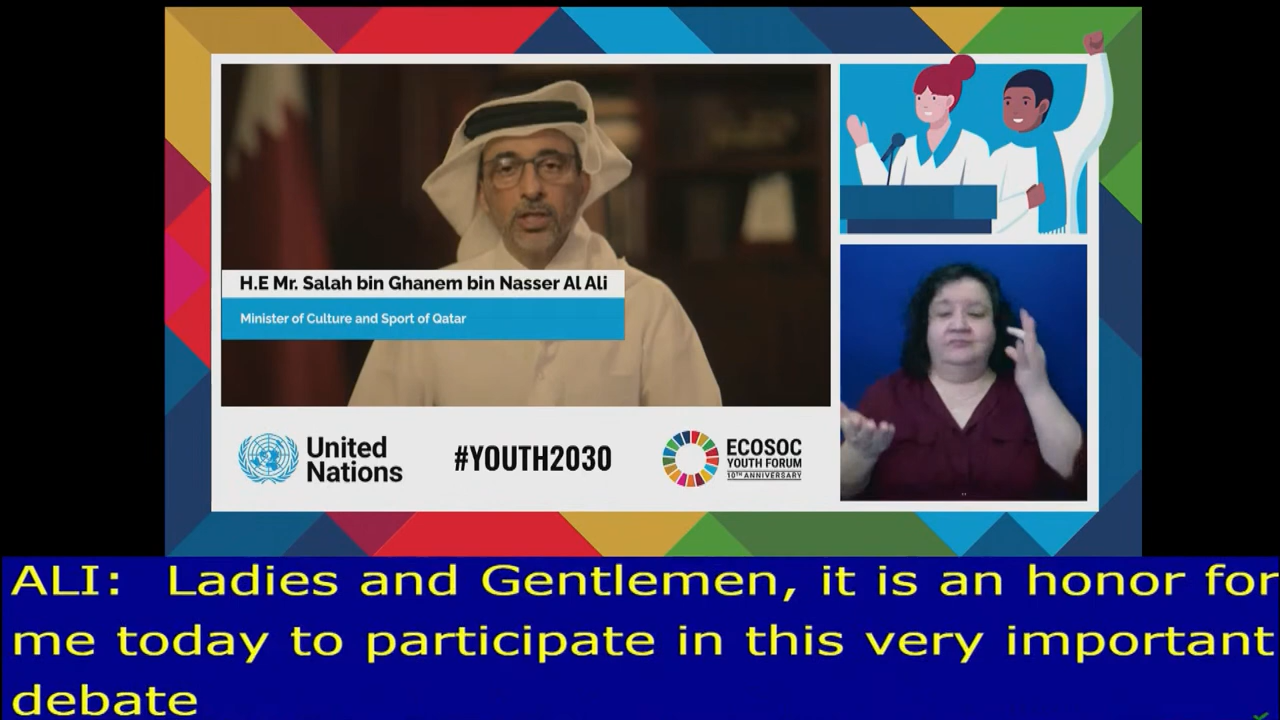 H.E Mr. Salah bin Ghanem bin Nasser Al Ali
Minister of Culture and Sport of Qatar
United
Nations
#YOUTH2030
ECOSOC
YOUTH FORUM
10TH ANNIVERSARY
ALI:  Ladies and Gentlemen, it is an honor for
me today to participate in this very important
debate